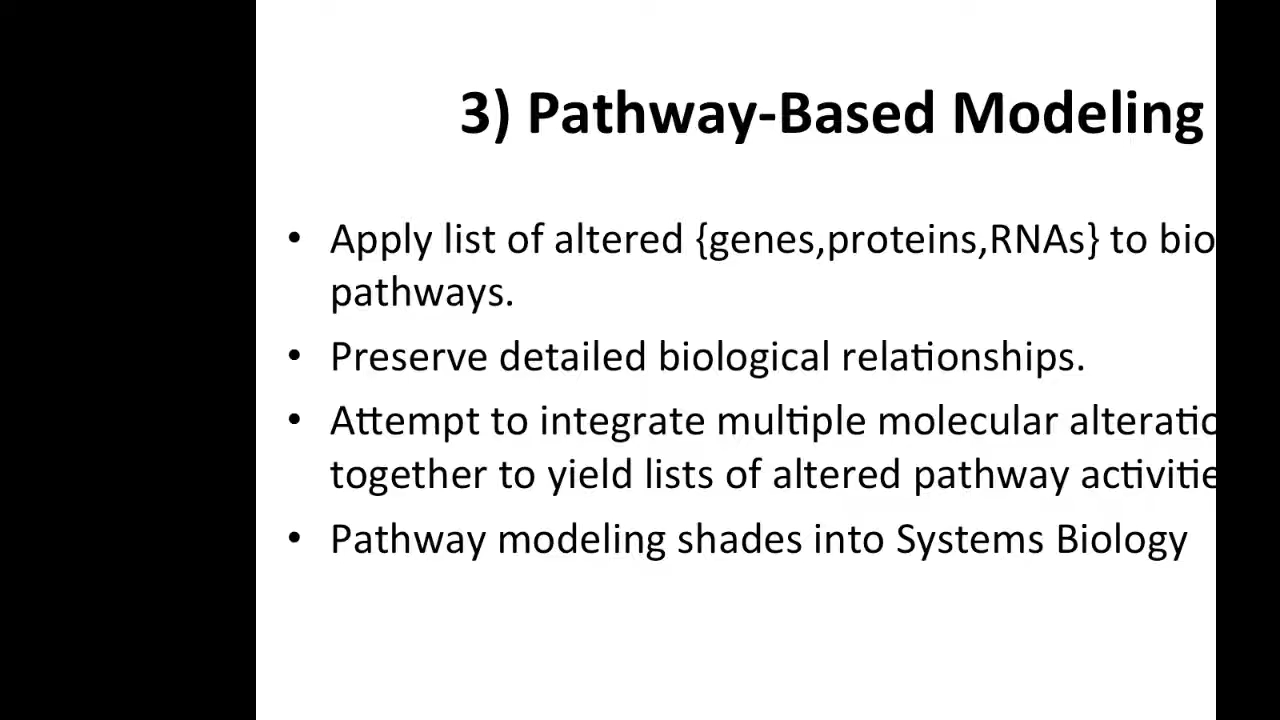 3) Pathway-Based Modeling
• Apply list of altered {genes,proteins,RNAs} to bio
pathways.
• Preserve detailed biological relationships.
• Attempt to integrate multiple molecular alteratio
together to yield lists of altered pathway activitie
• Pathway modeling shades into Systems Biology